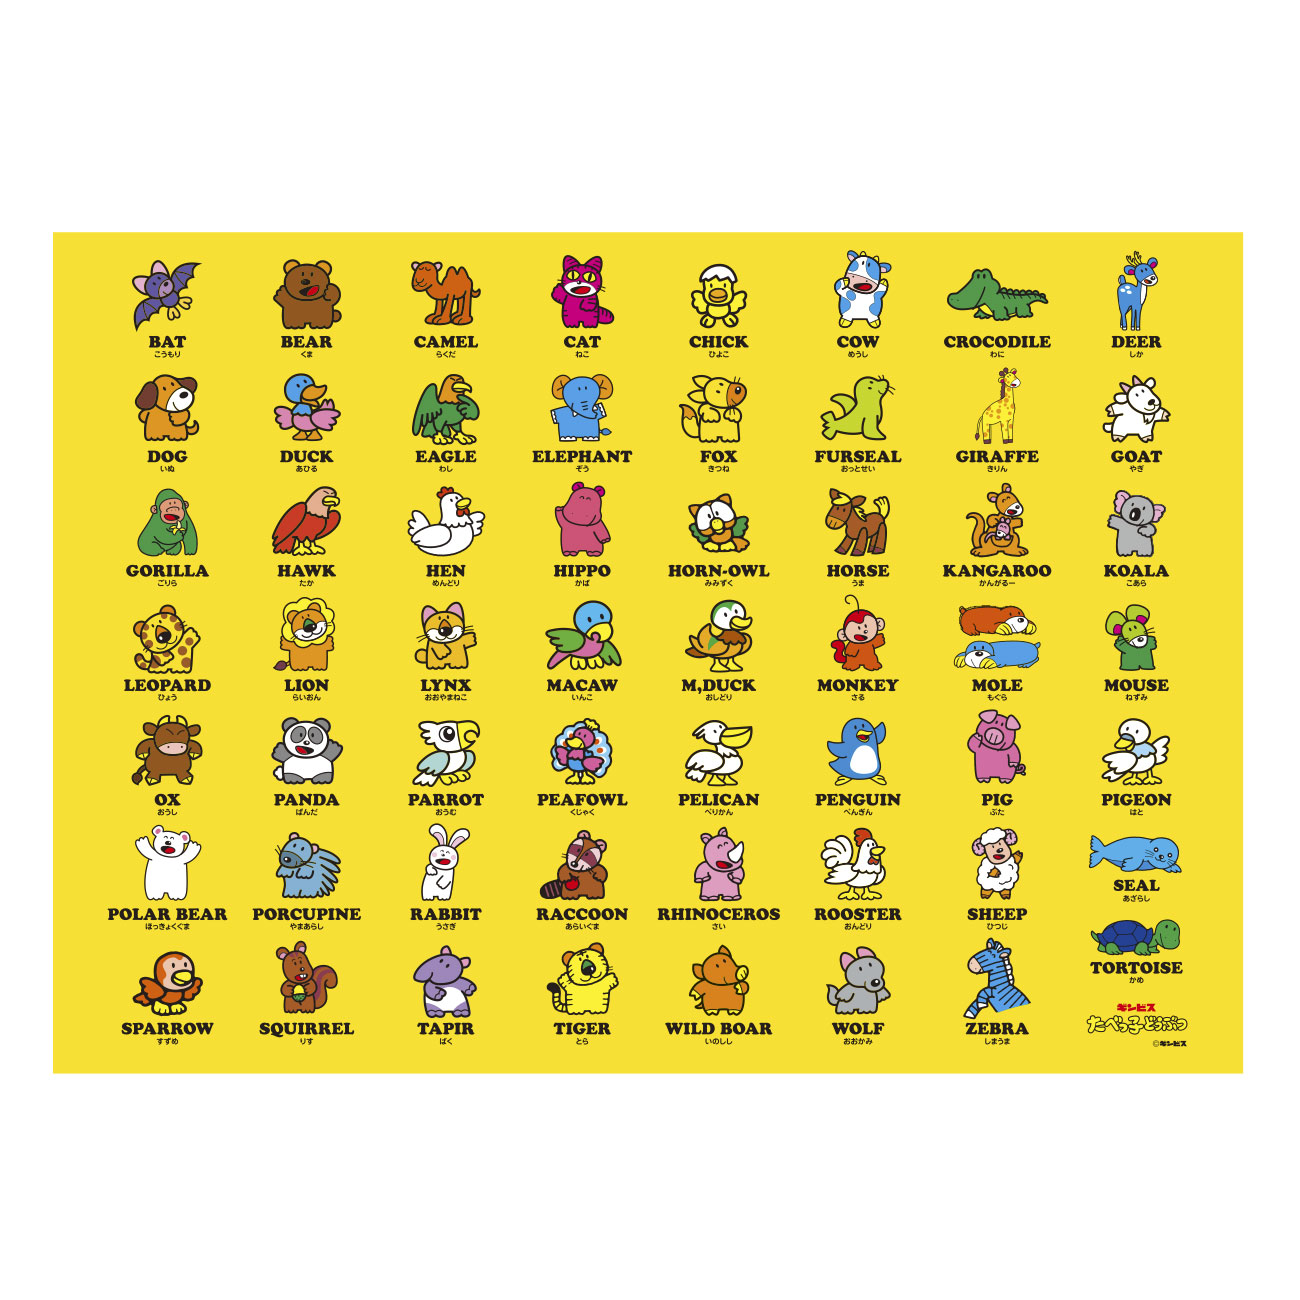 BAT
こうもり
BEAR
くま
CAMEL
らくだ
CAT
ねこ
CHICK
ひよこ
COW
めうし
CROCODILE
わに
DEER
しか
DOG
いぬ
DUCK
あひる
EAGLE
わし
ELEPHANT
ぞう
FOX
きつね
FURSEAL
おっとせい
GIRAFFE
きりん
GOAT
やぎ
GORILLA
ごりら
HAWK
たか
HEN
めんどり
HIPPO
かば
HORN-OWL
みみずく
HORSE
うま
KANGAROO
かんがるー
KOALA
こあら
LEOPARD
ひょう
LION
らいおん
LYNX
おおやまねこ
MACAW
いんこ
M,DUCK
おしどり
MONKEY
さる
MOLE
もぐら
MOUSE
ねずみ
OX
おうし
PANDA
ぱんだ
PARROT
おうむ
PEAFOWL
くじゃく
PELICAN
ぺりかん
PENGUIN
ぺんぎん
PIG
ぶた
PIGEON
はと
POLAR BEAR
ほっきょくぐま
PORCUPINE
やまあらし
RABBIT
うさぎ
RACCOON
あらいぐま
RHINOCEROS
さい
ROOSTER
おんどり
SHEEP
ひつじ
SEAL
あざらし
TORTOISE
かめ
SPARROW
すずめ
SQUIRREL
りす
TAPIR
ばく
TIGER
とら
WILD BOAR
いのしし
WOLF
おおかみ
ZEBRA
しまうま
ギンビス
たべっ子どうぶつ
©ギンビス